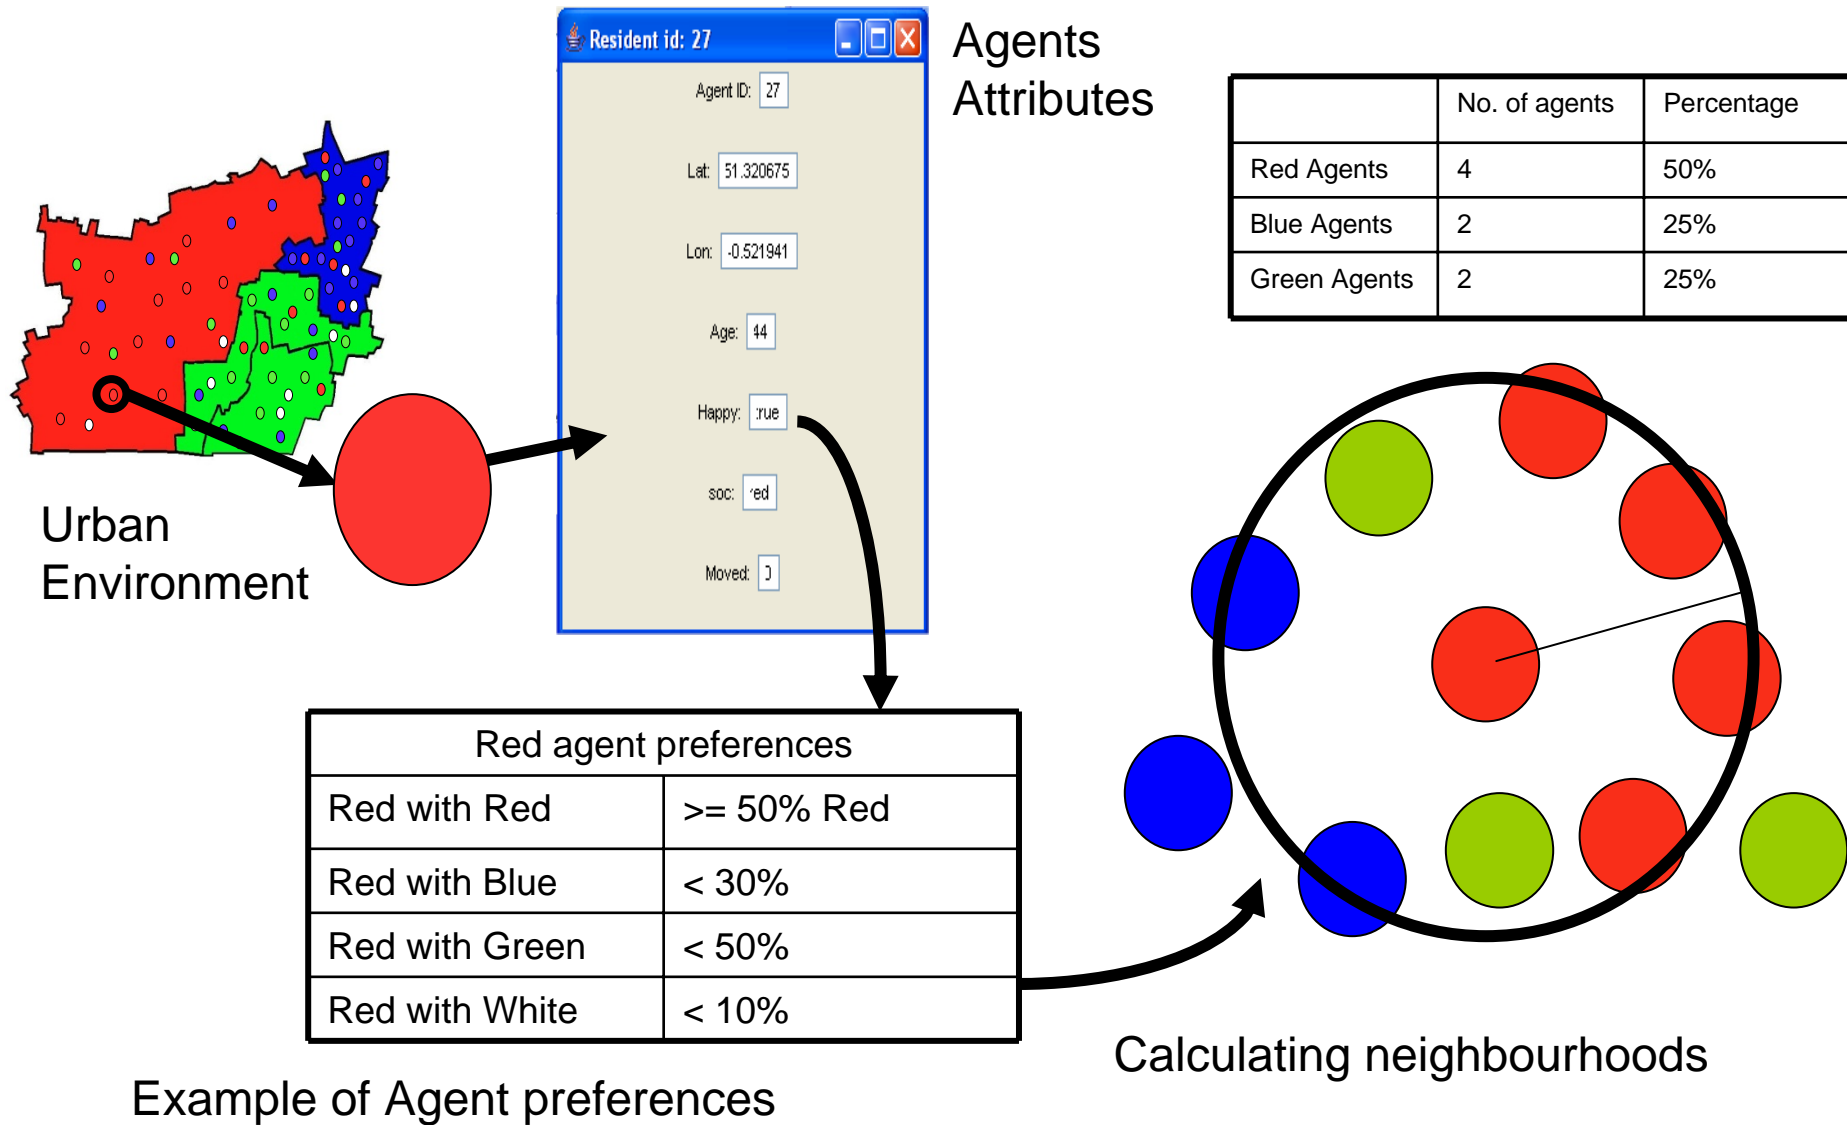 Resident id: 27
Agent ID: 27
Lat: 51.320675
Lon: -0.521941
Age: 44
Happy: :rue
soc: red
Moved:
Agents
Attributes
No. of agents Percentage
Red Agents 4 50%
Blue Agents 2 25%
Green Agents 2 25%
Urban
Environment
Red agent preferences
Red with Red >= 50% Red
Red with Blue < 30%
Red with Green < 50%
Red with White < 10%
Example of Agent preferences
Calculating neighbourhoods